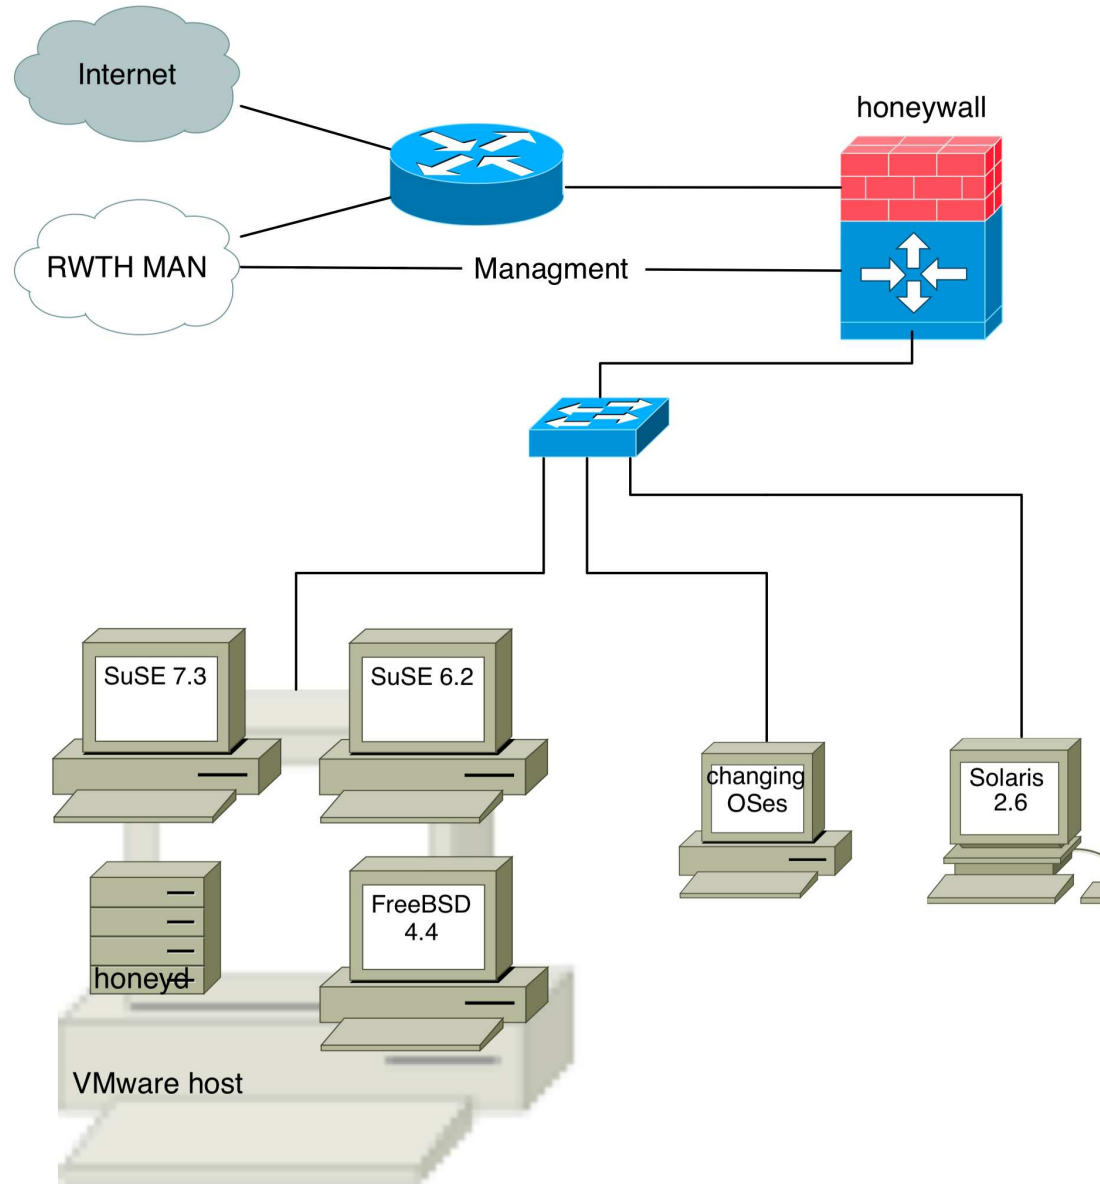 Internet
honeywall
RWTH MAN
Managment
SuSE 7.3
SuSE 6.2
changing
OSes
Solaris
2.6
FreeBSD
4.4
honeyd
VMware host